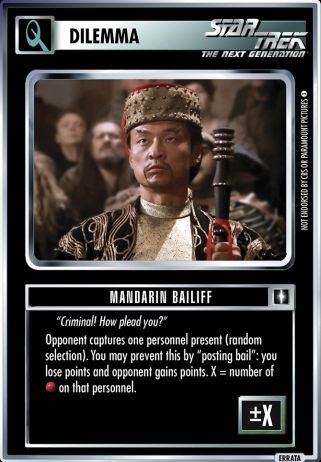 Q DILEMMA
STAR TREK
THE NEXT GENERATION®
NOT ENDORSED BY CBS OR PARAMOUNT PICTURES
MANDARIN BAILIFF
"Criminal! How plead you?"
Opponent captures one personnel present (random
selection). You may prevent this by "posting bail": you
lose points and opponent gains points. X = number of
on that personnel.
±X
ERRATA